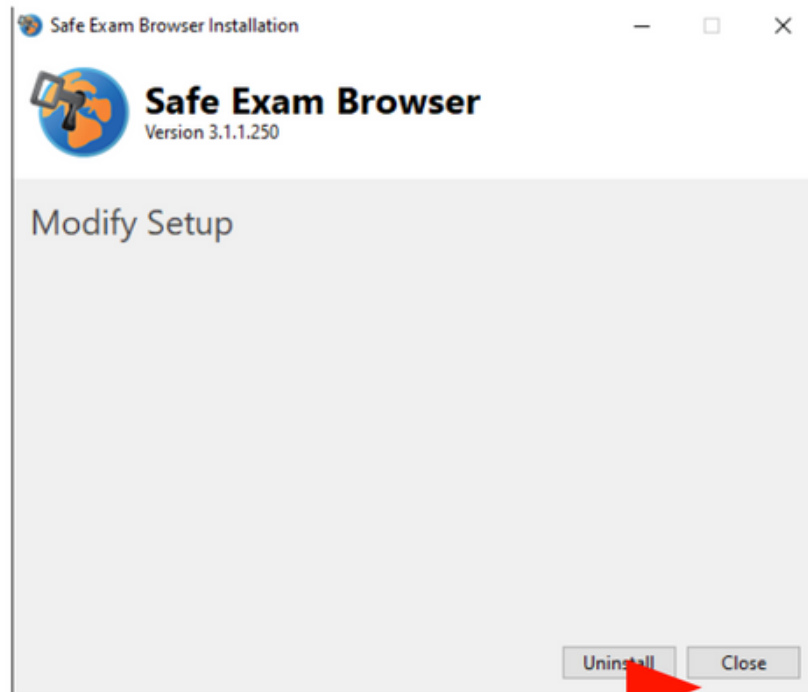 Safe Exam Browser Installation
Safe Exam Browser
Version 3.1.1.250
Modify Setup
Uninstall Close